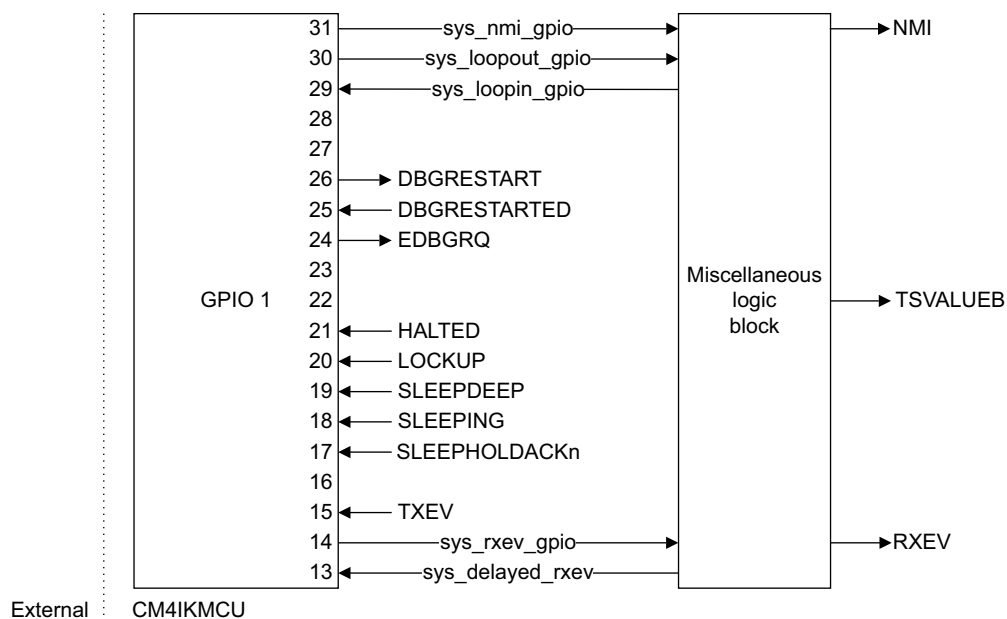 31 sys_nmi_gpio NMI
30 sys_loopout_gpio
29 sys_loopin_gpio
28
27
26 DBGRESTART
25 DBGRESTARTED
24 EDBGRQ
23
GPIO 1 22
Miscellaneous
logic
block
TSVALUEB
21 HALTED
20 LOCKUP
19 SLEEPDEEP
18 SLEEPING
17 SLEEPHOLDACKn
16
15 TXEV
14 sys_rxev_gpio RXEV
13 sys_delayed_rxev
External CM4IKMCU